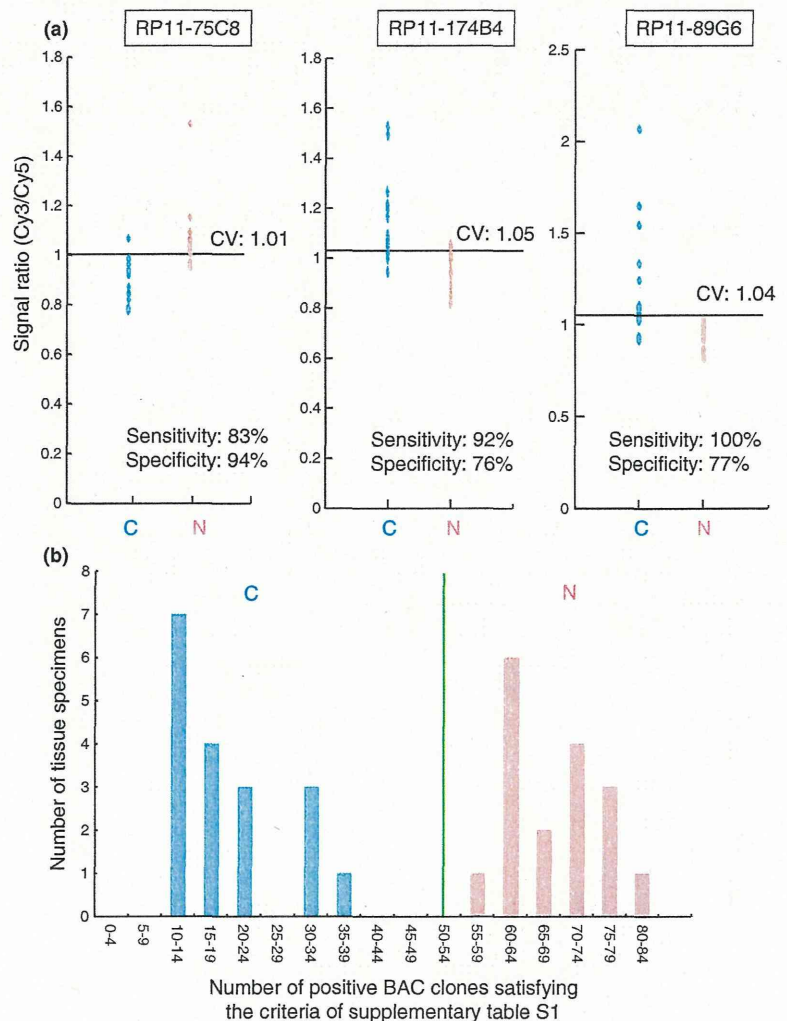 (a)
RP11-75C8
RP11-174B4
RP11-89G6
Signal ratio (Cy3/Cy5)
1.8
1.6
1.4
1.2
1
0.8
0.6
0.4
0.2
0
CV: 1.01
Sensitivity: 83%
Specificity: 94%
C
N
1.8
1.6
1.4
1.2
1
0.8
0.6
0.4
0.2
0
CV: 1.05
Sensitivity: 92%
Specificity: 76%
C
N
2.5
2
1.5
1
0.5
0
CV: 1.04
Sensitivity: 100%
Specificity: 77%
C
N
(b)
Number of tissue specimens
8
7
6
5
4
3
2
1
0
C
N
0-4
5-9
10-14
15-19
20-24
25-29
30-34
35-39
40-44
45-49
50-54
55-59
60-64
65-69
70-74
75-79
80-84
Number of positive BAC clones satisfying
the criteria of supplementary table S1